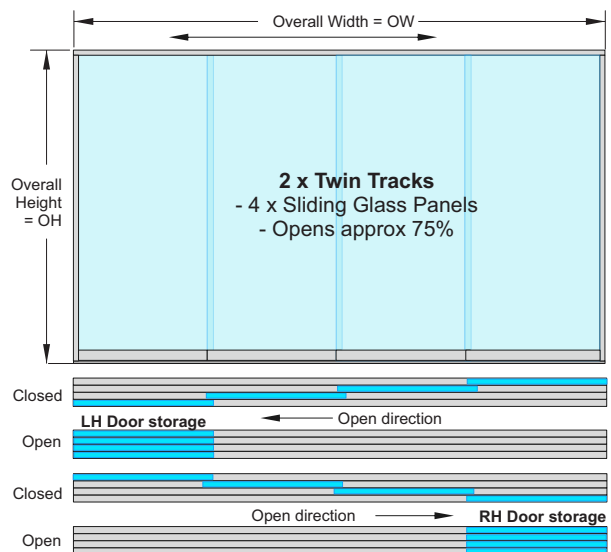 Overall Width = OW
Overall
Height
= OH
2 x Twin Tracks
- 4 x Sliding Glass Panels
- Opens approx 75%
Closed
LH Door storage
Open direction
Open
Closed
Open direction
RH Door storage
Open